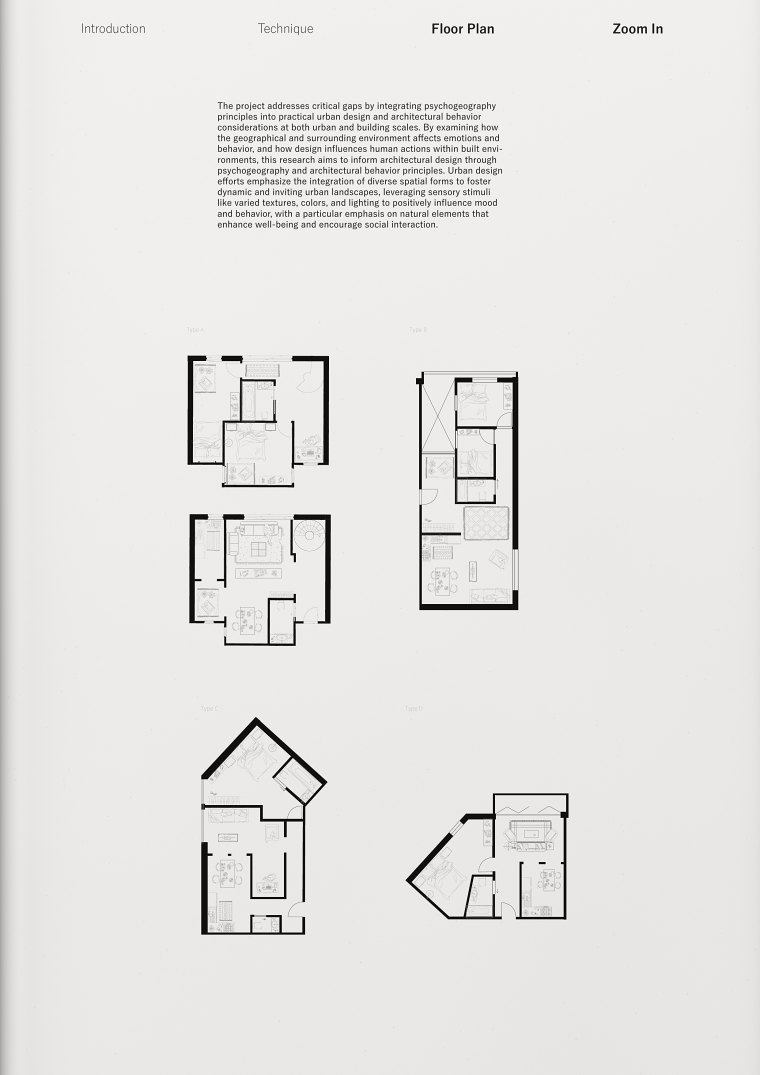 Introduction Technique Floor Plan Zoom In
The project addresses critical gaps by integrating psychogeography
principles into practical urban design and architectural behavior
considerations at both urban and building scales. By examining how
the geographical and surrounding environment affects emotions and
behavior, and how design influences human actions within built envi-
ronments, this research aims to inform architectural design through
psychogeography and architectural behavior principles. Urban design
efforts emphasize the integration of diverse spatial forms to foster
dynamic and inviting urban landscapes, leveraging sensory stimuli
like varied textures, colors, and lighting to positively influence mood
and behavior, with a particular emphasis on natural elements that
enhance well-being and encourage social interaction.
Type A Type B
Type C Type D